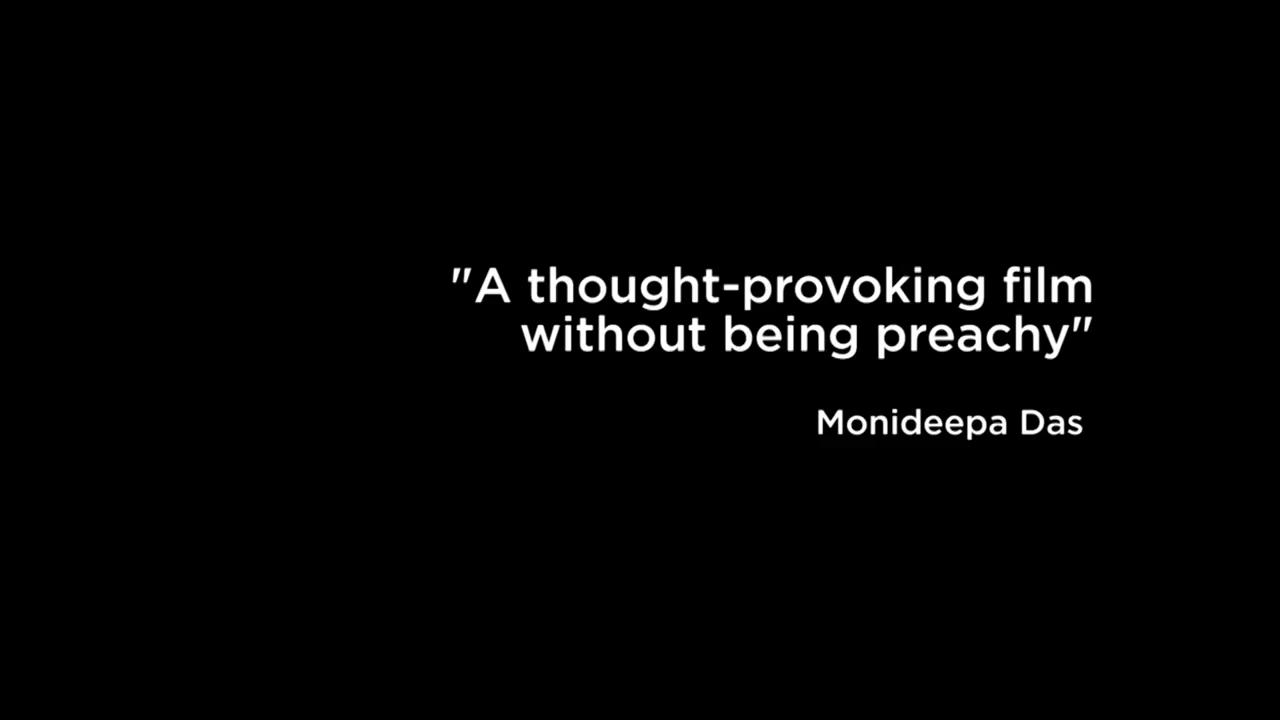 "A thought-provoking film
without being preachy"
Monideepa Das